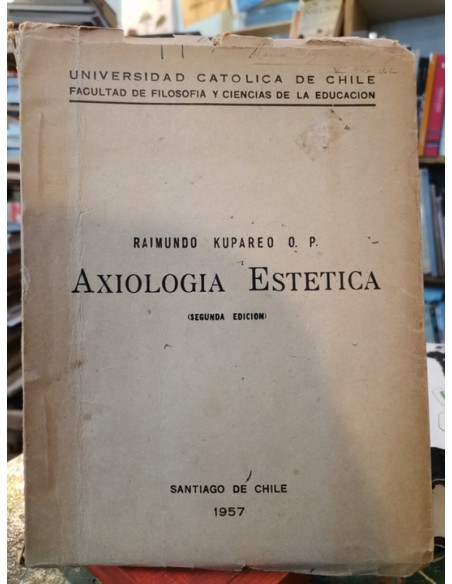 UNIVERSIDAD CATOLICA DE CHILE
FACULTAD DE FILOSOFIA Y CIENCIAS DE LA EDUCACION
RAIMUNDO KUPAREO O. P.
AXIOLOGIA ESTETICA
(SEGUNDA EDICION)
SANTIAGO DE CHILE
1957